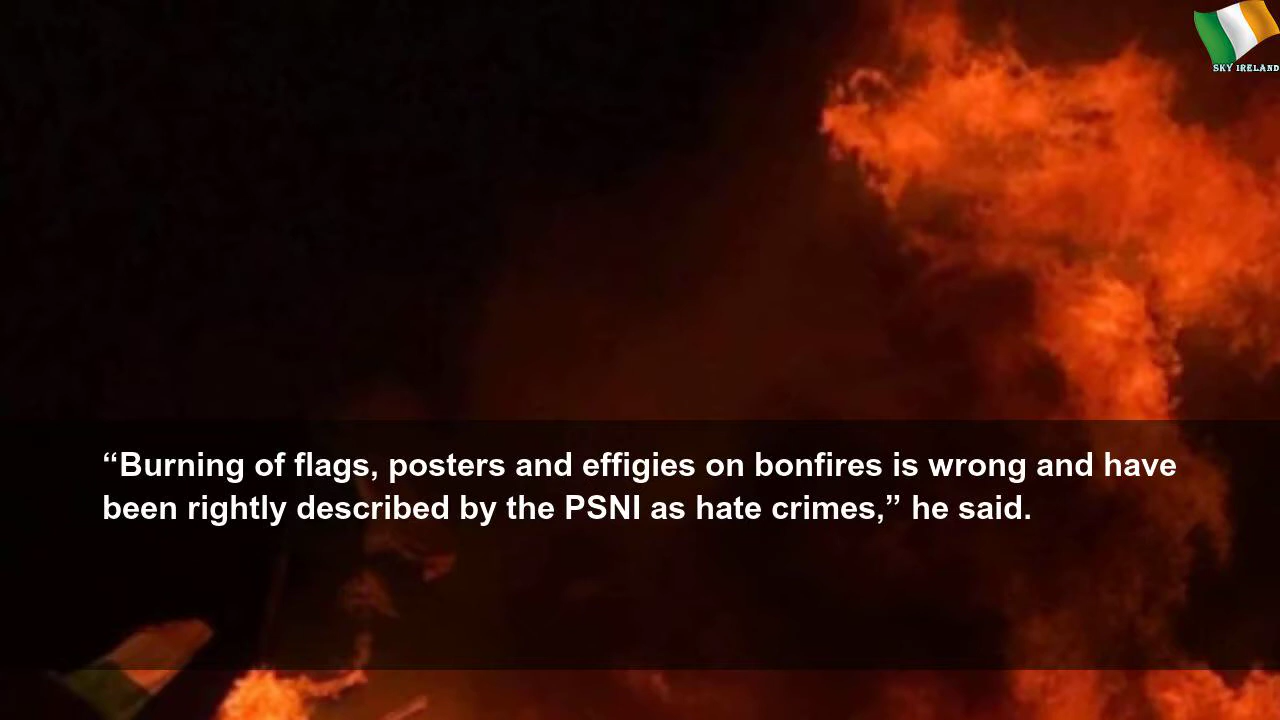 SKY IRELAND
“Burning of flags, posters and effigies on bonfires is wrong and have
been rightly described by the PSNI as hate crimes,” he said.